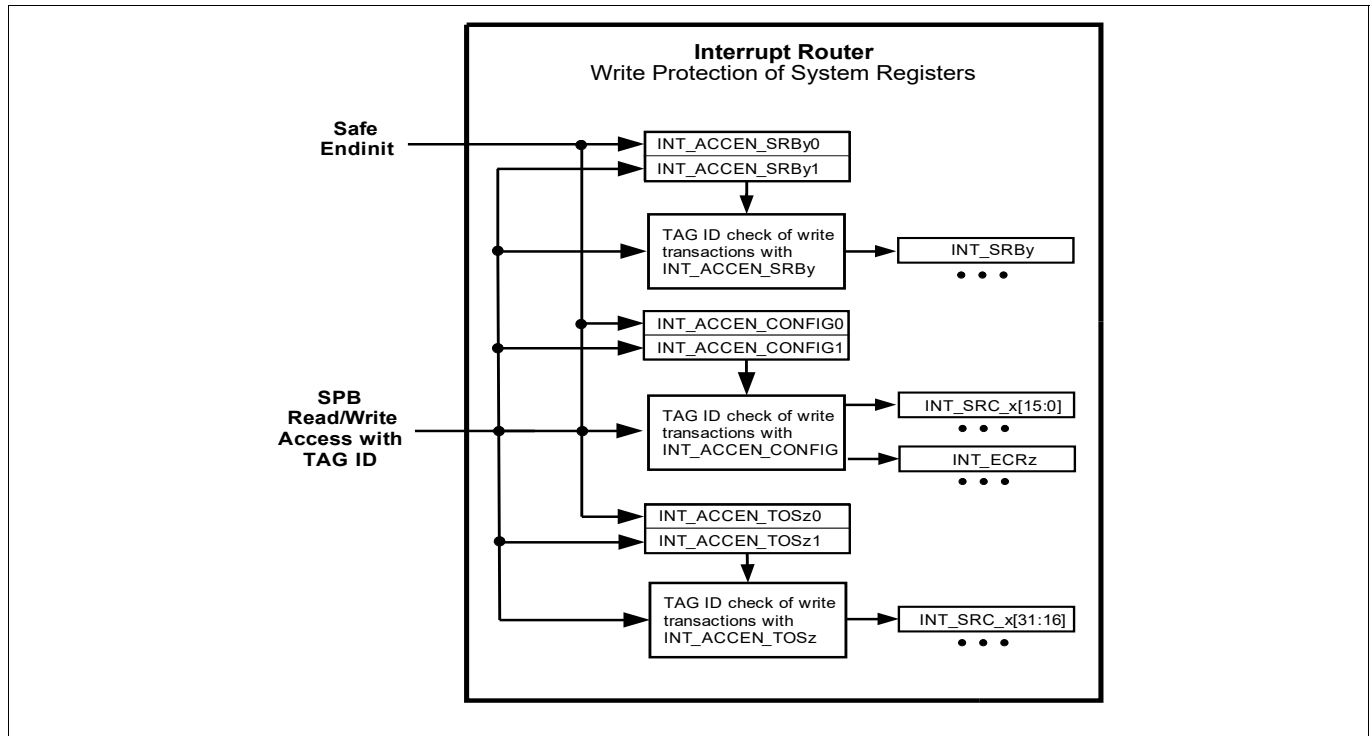 Interrupt Router
Write Protection of System Registers
Safe
Endinit
INT_ACCEN_SRBy0
INT_ACCEN_SRBy1
TAG ID check of write
transactions with
INT_ACCEN_SRBy
INT_SRBy
INT_ACCEN_CONFIG0
INT_ACCEN_CONFIG1
SPB
Read/Write
Access with
TAG ID
TAG ID check of write
transactions with
INT_ACCEN_CONFIG
INT_SRC_x[15:0]
INT_ECRz
INT_ACCEN_TOSz0
INT_ACCEN_TOSz1
TAG ID check of write
transactions with
INT_ACCEN_TOSz
INT_SRC_x[31:16]